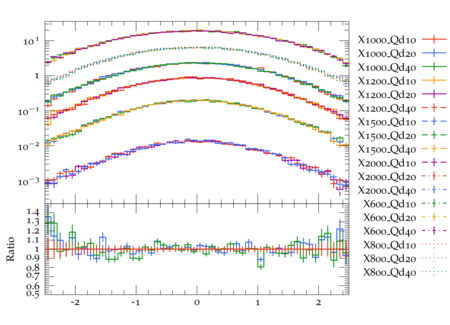 10¹
1
10⁻¹
10⁻²
10⁻³
X1000_Qd10
X1000_Qd20
X1000_Qd40
X1200_Qd10
X1200_Qd20
X1200_Qd40
X1500_Qd10
X1500_Qd20
X1500_Qd40
X2000_Qd10
X2000_Qd20
X2000_Qd40
X600_Qd10
X600_Qd20
X600_Qd40
X800_Qd10
X800_Qd20
X800_Qd40
Ratio
1.4
1.3
1.2
1.1
1.0
0.9
0.8
0.7
0.6
0.5
-2 -1 0 1 2